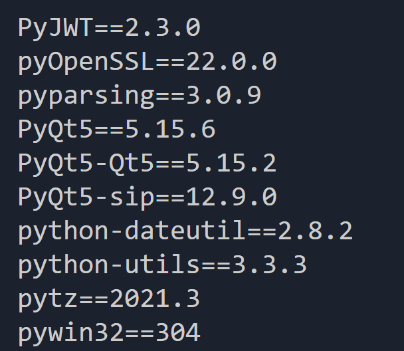 PyJWT==2.3.0
pyOpenSSL==22.0.0
pyparsing==3.0.9
PyQt5==5.15.6
PyQt5-Qt5==5.15.2
PyQt5-sip==12.9.0
python-dateutil==2.8.2
python-utils==3.3.3
pytz==2021.3
pywin32==304